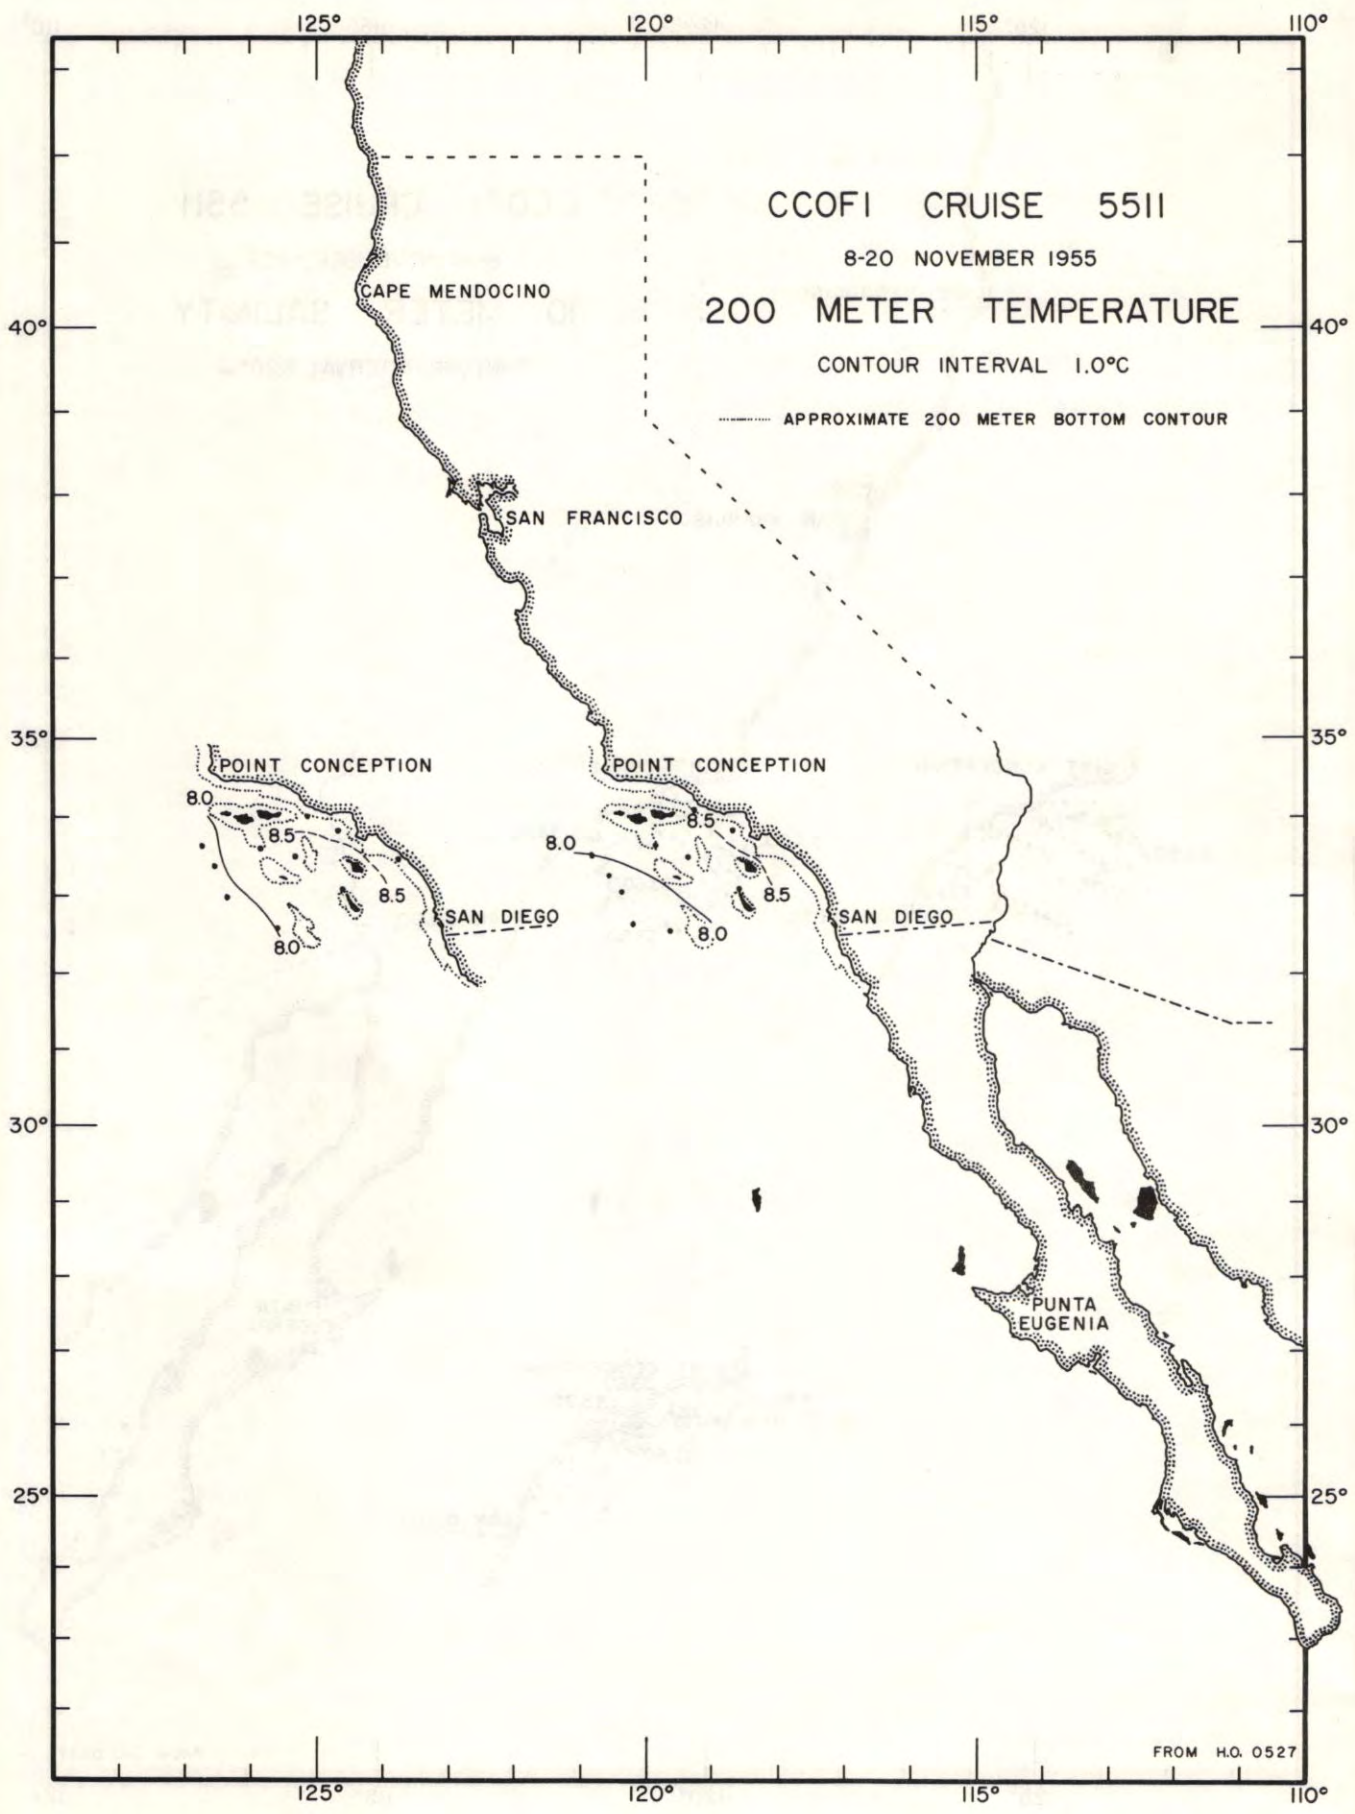 125° 120° 115° 110°
CCOFI CRUISE 5511
8-20 NOVEMBER 1955
CAPE MENDOCINO
200 METER TEMPERATURE
40° 40°
CONTOUR INTERVAL 1.0°C
APPROXIMATE 200 METER BOTTOM CONTOUR
SAN FRANCISCO
35° 35°
POINT CONCEPTION POINT CONCEPTION
8.0
8.5 8.5
8.0
8.5 8.5
SAN DIEGO SAN DIEGO
8.0 8.0
30° 30°
PUNTA
EUGENIA
25° 25°
FROM H.O. 0527
125° 120° 115° 110°